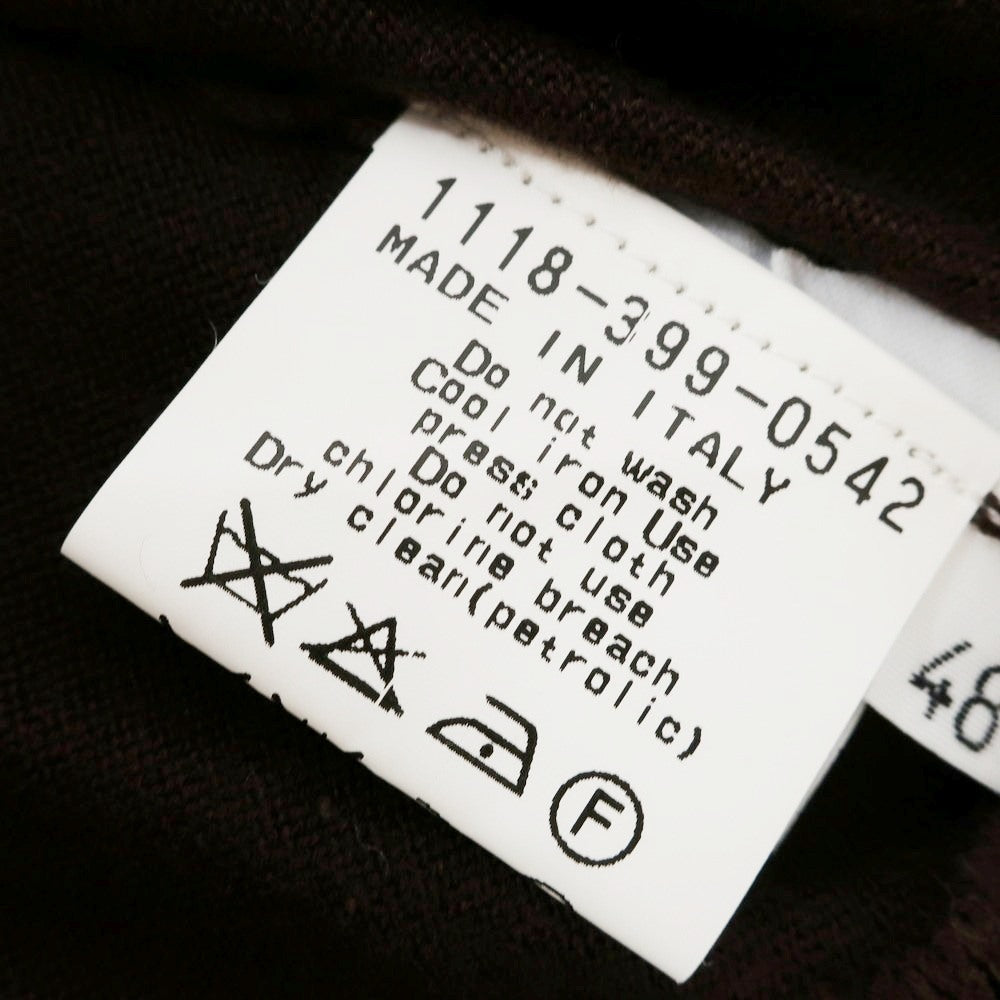 1118-399-0542
MADE IN ITALY
Do not wash
Cool iron Use
press cloth
Do not use
chlorine breach
Dry clean(petrolic)
F
48